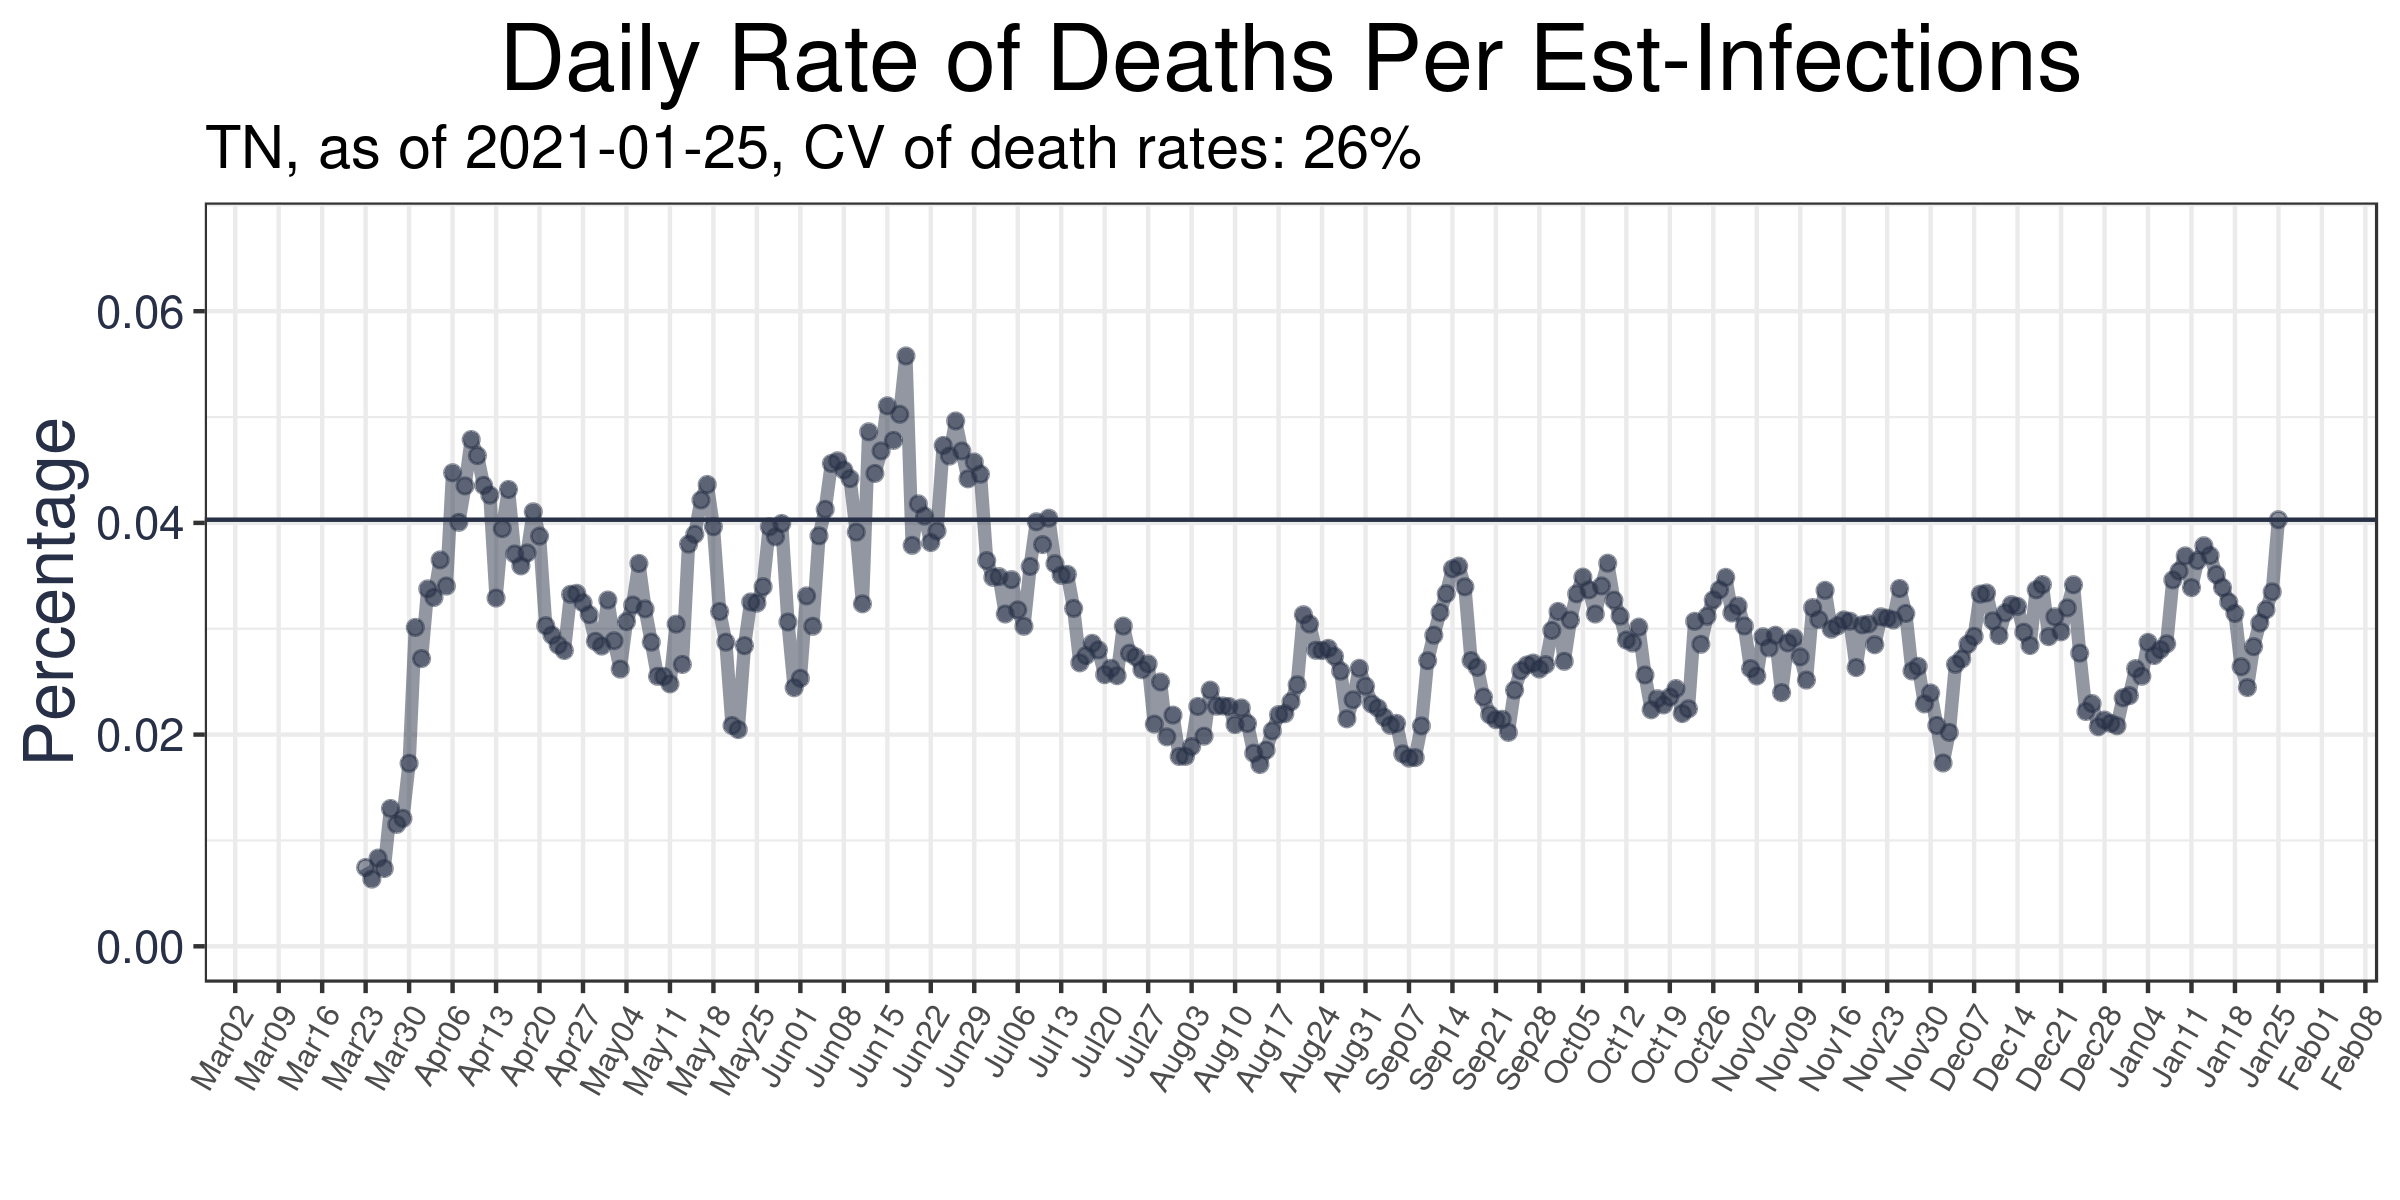 Daily Rate of Deaths Per Est-Infections
TN, as of 2021-01-25, CV of death rates: 26%
Percentage
0.06
0.04
0.02
0.00
Mar02
Mar09
Mar16
Mar23
Mar30
Apr06
Apr13
Apr20
Apr27
May04
May11
May18
May25
Jun01
Jun08
Jun15
Jun22
Jun29
Jul06
Jul13
Jul20
Jul27
Aug03
Aug10
Aug17
Aug24
Aug31
Sep07
Sep14
Sep21
Sep28
Oct05
Oct12
Oct19
Oct26
Nov02
Nov09
Nov16
Nov23
Nov30
Dec07
Dec14
Dec21
Dec28
Jan04
Jan11
Jan18
Jan25
Feb01
Feb08